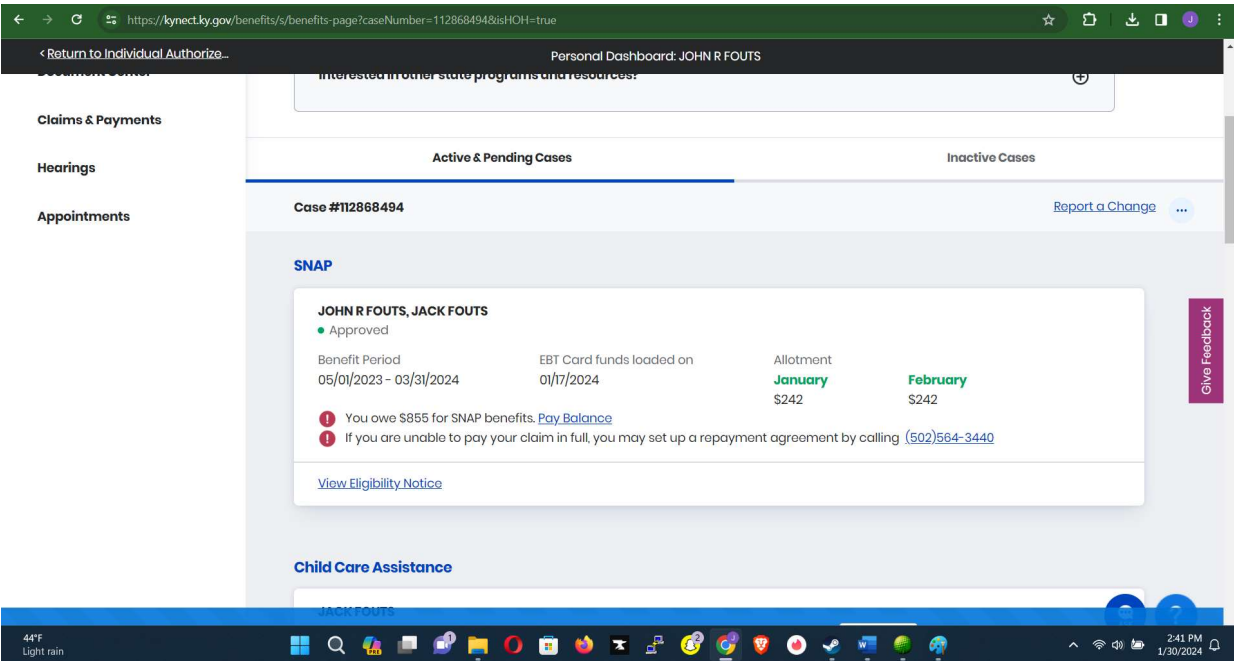 https://kynect.ky.gov/benefits/s/benefits-page?caseNumber=112868494&isHOH=true
J
< Return to Individual Authorize...
Personal Dashboard: JOHN R FOUTS
Document Center
Interested in other state programs and resources?
Claims & Payments
Active & Pending Cases
Inactive Cases
Hearings
Case #112868494
Report a Change
...
Appointments
SNAP
JOHN R FOUTS, JACK FOUTS
Approved
Benefit Period
EBT Card funds loaded on
Allotment
05/01/2023 - 03/31/2024
01/17/2024
January
February
$242
$242
! You owe $855 for SNAP benefits. Pay Balance
! If you are unable to pay your claim in full, you may set up a repayment agreement by calling (502)564-3440
View Eligibility Notice
Give Feedback
Child Care Assistance
JACK FOUTS
?
44°F
Light rain
2:41 PM
1/30/2024